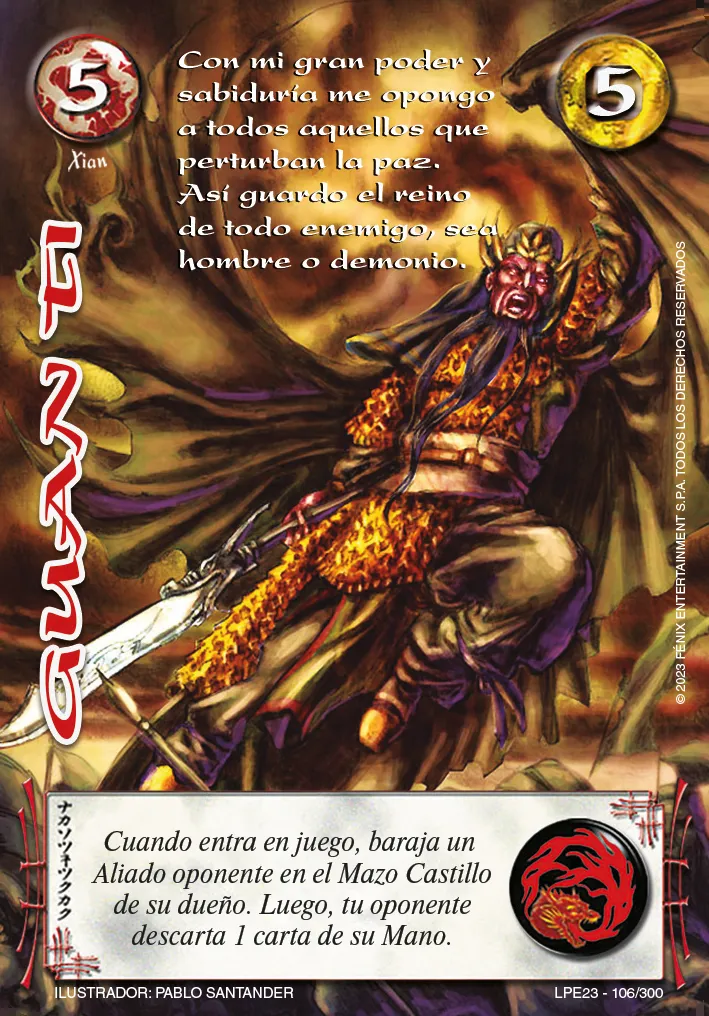 5
5
Xian
Con mi gran poder y
sabiduría me opongo
a todos aquellos que
perturban la paz.
Así guardo el reino
de todo enemigo, sea
hombre o demonio.
GUAN TI
© 2023 FÉNIX ENTERTAINMENT S.P.A. TODOS LOS DERECHOS RESERVADOS
ナカソツネツクカク
Cuando entra en juego, baraja un
Aliado oponente en el Mazo Castillo
de su dueño. Luego, tu oponente
descarta 1 carta de su Mano.
ILUSTRADOR: PABLO SANTANDER
LPE23 - 106/300